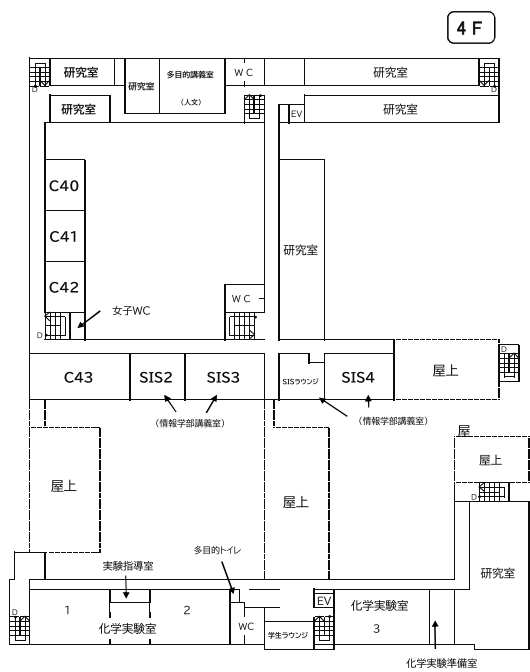 4F
研究室
研究室
多目的講義室
（人文）
WC
研究室
D
D
研究室
EV
研究室
C40
C41
C42
研究室
WC
女子WC
D
C43
SIS2
SIS3
SISラウンジ
SIS4
屋上
D
（情報学部講義室）
（情報学部講義室）
屋
屋上
屋上
屋上
D
研究室
多目的トイレ
実験指導室
1
2
化学実験室
WC
EV
化学実験室
3
D
学生ラウンジ
化学実験準備室